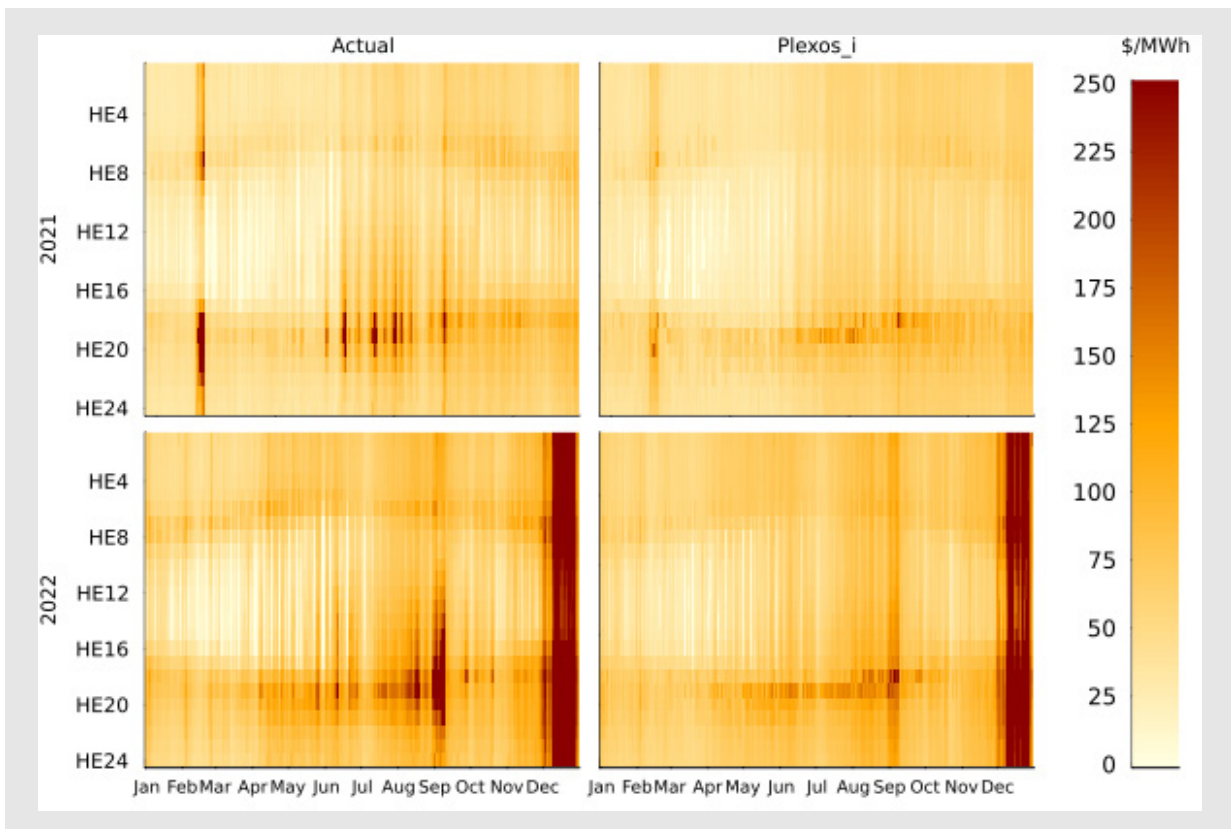 Actual Plexos_i $/MWh
HE4
HE8
HE12
HE16
HE20
HE24
2021
HE4
HE8
HE12
HE16
HE20
HE24
2022
Jan Feb Mar Apr May Jun Jul Aug Sep Oct Nov Dec
Jan Feb Mar Apr May Jun Jul Aug Sep Oct Nov Dec
250
225
200
175
150
125
100
75
50
25
0